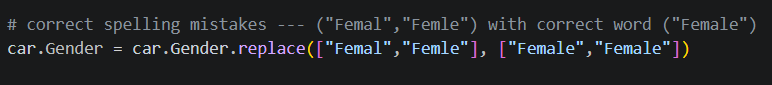 # correct spelling mistakes --- ("Femal","Femle") with correct word ("Female")
car.Gender = car.Gender.replace(["Femal","Femle"], ["Female","Female"])